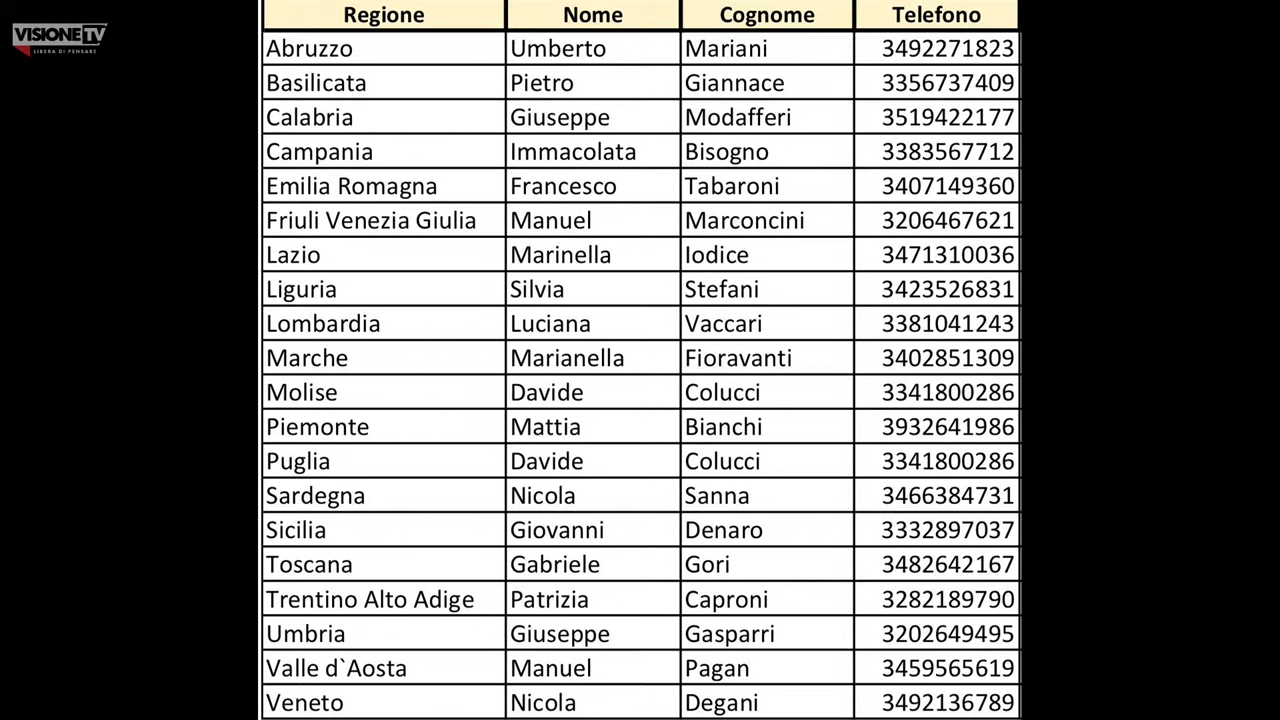 VISIONE TV
LIBERA DI PENSARE
Regione Nome Cognome Telefono
Abruzzo Umberto Mariani 3492271823
Basilicata Pietro Giannace 3356737409
Calabria Giuseppe Modafferi 3519422177
Campania Immacolata Bisogno 3383567712
Emilia Romagna Francesco Tabaroni 3407149360
Friuli Venezia Giulia Manuel Marconcini 3206467621
Lazio Marinella Iodice 3471310036
Liguria Silvia Stefani 3423526831
Lombardia Luciana Vaccari 3381041243
Marche Marianella Fioravanti 3402851309
Molise Davide Colucci 3341800286
Piemonte Mattia Bianchi 3932641986
Puglia Davide Colucci 3341800286
Sardegna Nicola Sanna 3466384731
Sicilia Giovanni Denaro 3332897037
Toscana Gabriele Gori 3482642167
Trentino Alto Adige Patrizia Caproni 3282189790
Umbria Giuseppe Gasparri 3202649495
Valle d`Aosta Manuel Pagan 3459565619
Veneto Nicola Degani 3492136789